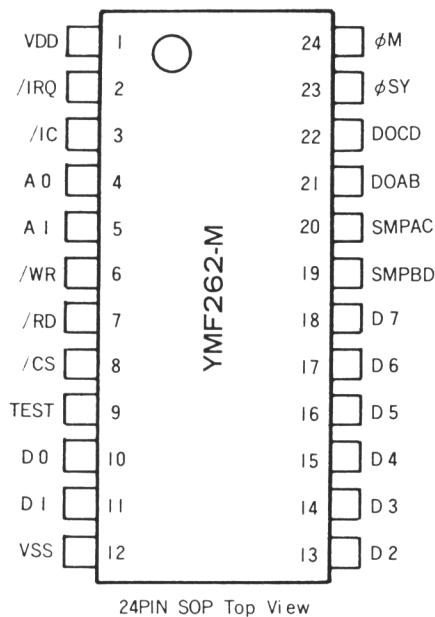 VDD 1 24 φM
/IRQ 2 23 φSY
/IC 3 22 DOCD
A0 4 21 DOAB
A1 5 20 SMPAC
/WR 6 19 SMPBD
/RD 7 18 D7
/CS 8 17 D6
TEST 9 16 D5
D0 10 15 D4
D1 11 14 D3
VSS 12 13 D2
YMF262-M
24PIN SOP Top View